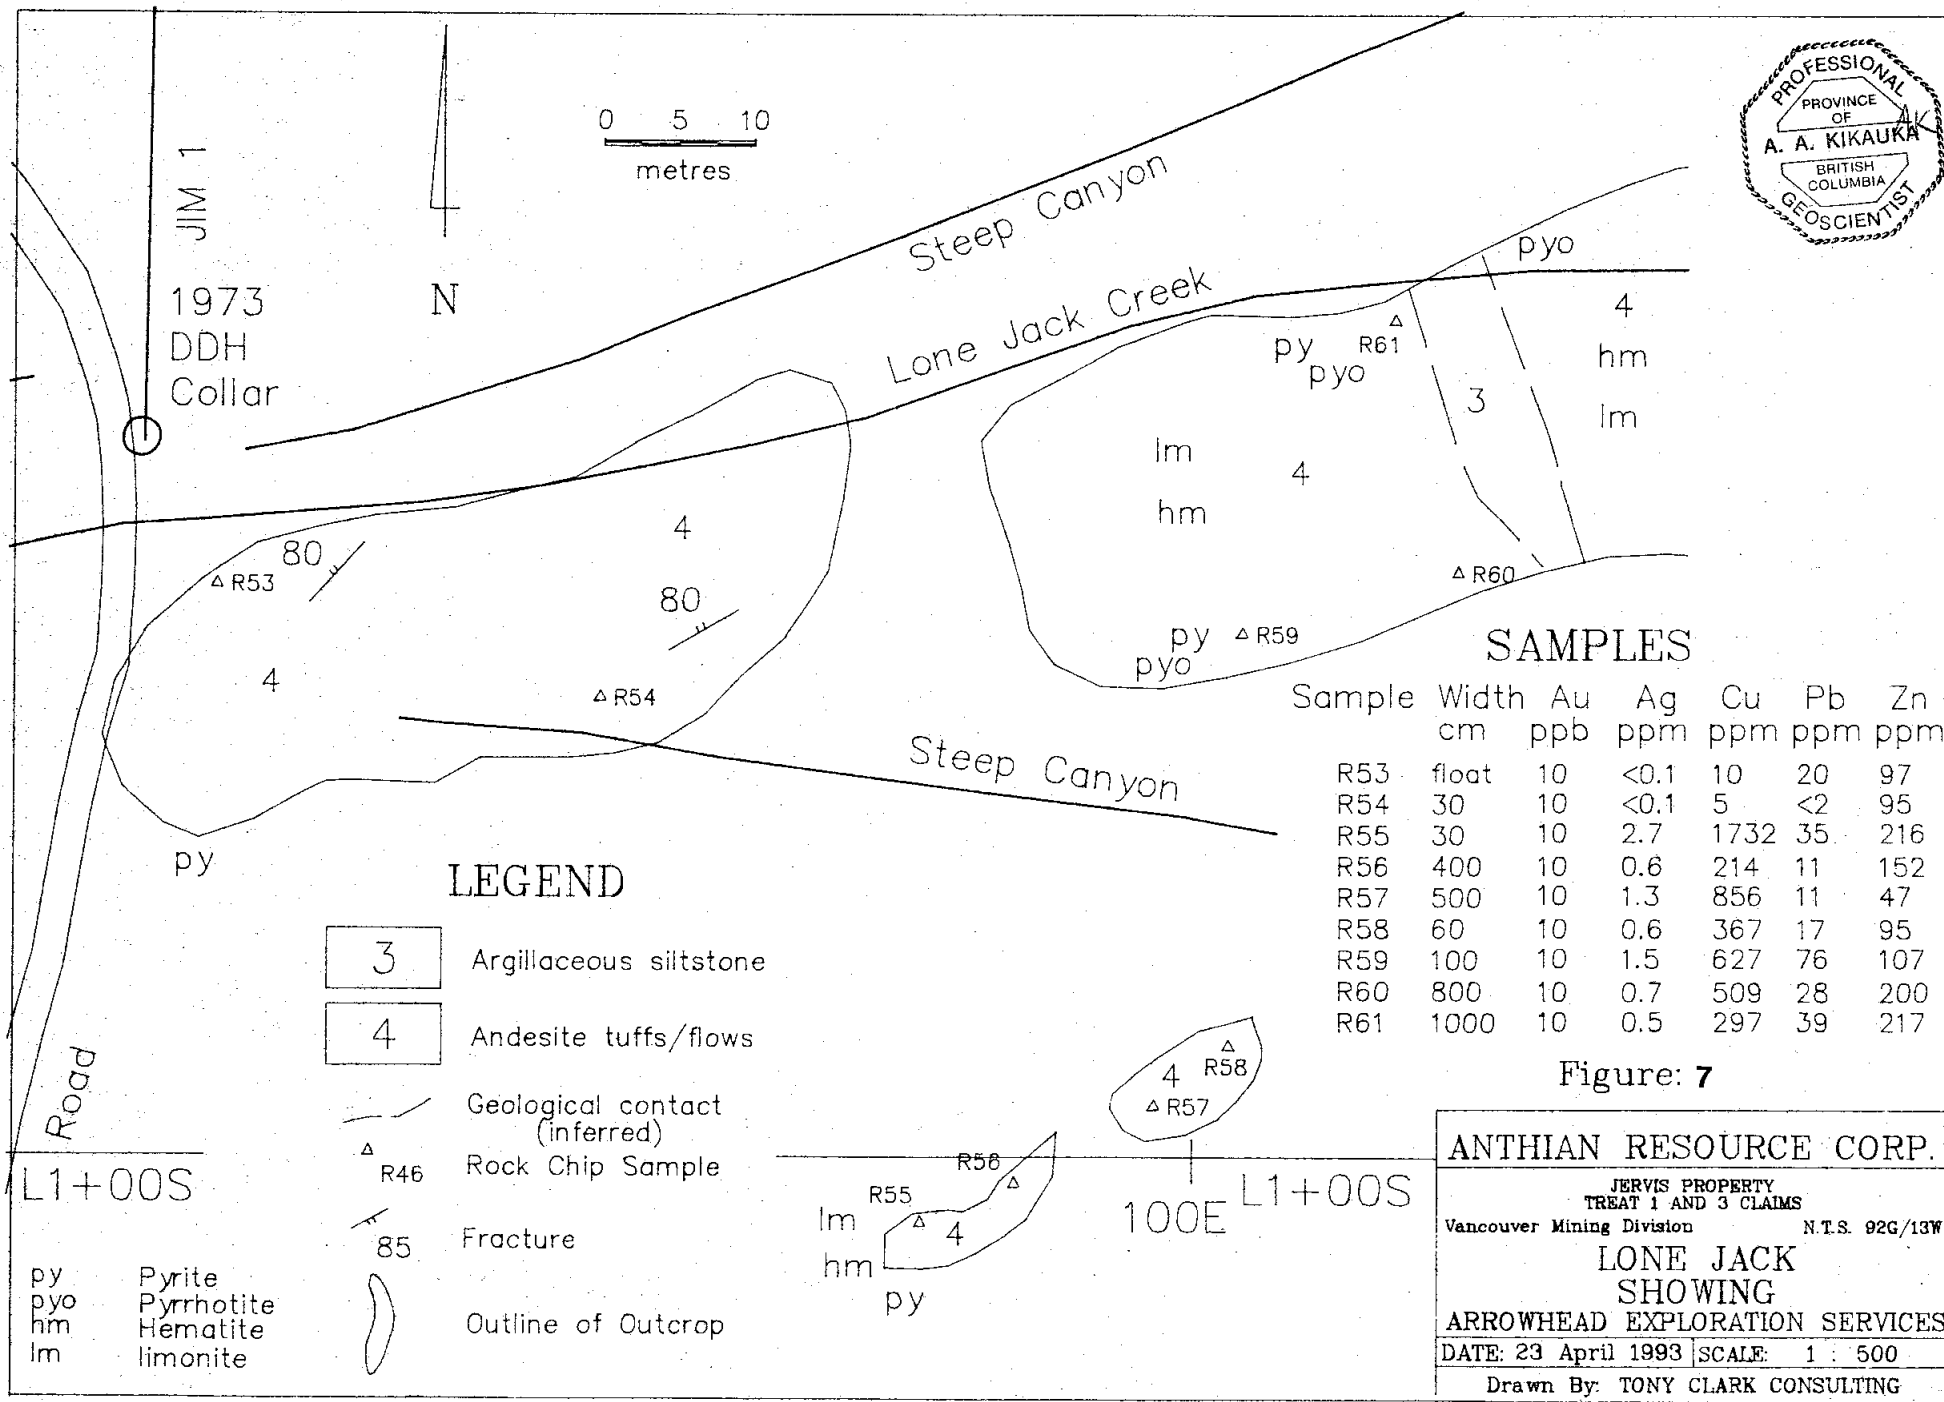 JIM 1
1973
DDH
Collar
N
0 5 10
metres
Steep Canyon
Lone Jack Creek
PROFESSIONAL
PROVINCE
OF
A. A. KIKAUKA
BRITISH
COLUMBIA
GEOSCIENTIST
AK
pyo
4
hm
lm
py
pyo
R61
3
lm
4
hm
R60
py
R59
pyo
80
R53
4
80
4
R54
py
Steep Canyon
SAMPLES
Sample Width Au Ag Cu Pb Zn
cm ppb ppm ppm ppm ppm
R53 float 10 <0.1 10 20 97
R54 30 10 <0.1 5 <2 95
R55 30 10 2.7 1732 35 216
R56 400 10 0.6 214 11 152
R57 500 10 1.3 856 11 47
R58 60 10 0.6 367 17 95
R59 100 10 1.5 627 76 107
R60 800 10 0.7 509 28 200
R61 1000 10 0.5 297 39 217
Figure: 7
LEGEND
3 Argillaceous siltstone
4 Andesite tuffs/flows
Geological contact
(inferred)
R46 Rock Chip Sample
85 Fracture
Outline of Outcrop
py Pyrite
pyo Pyrrhotite
hm Hematite
lm limonite
Road
L1+00S
4
R58
R57
R56
R55
lm
4
hm
py
100E
L1+00S
ANTHIAN RESOURCE CORP.
JERVIS PROPERTY
TREAT 1 AND 3 CLAIMS
Vancouver Mining Division N.T.S. 92G/13W
LONE JACK
SHOWING
ARROWHEAD EXPLORATION SERVICES
DATE: 23 April 1993 SCALE: 1 : 500
Drawn By: TONY CLARK CONSULTING